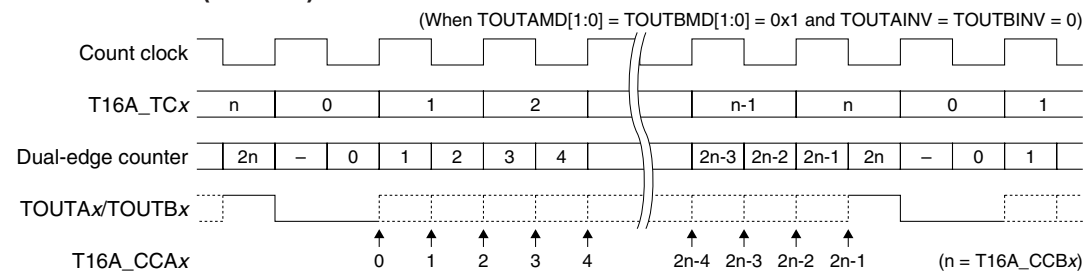 (When TOUTAMD[1:0] = TOUTBMD[1:0] = 0x1 and TOUTAINV = TOUTBINV = 0)
Count clock
T16A_TCx n 0 1 2 n-1 n 0 1
Dual-edge counter 2n – 0 1 2 3 4 2n-3 2n-2 2n-1 2n – 0 1
TOUTAx/TOUTBx
T16A_CCAx 0 1 2 3 4 2n-4 2n-3 2n-2 2n-1 (n = T16A_CCBx)